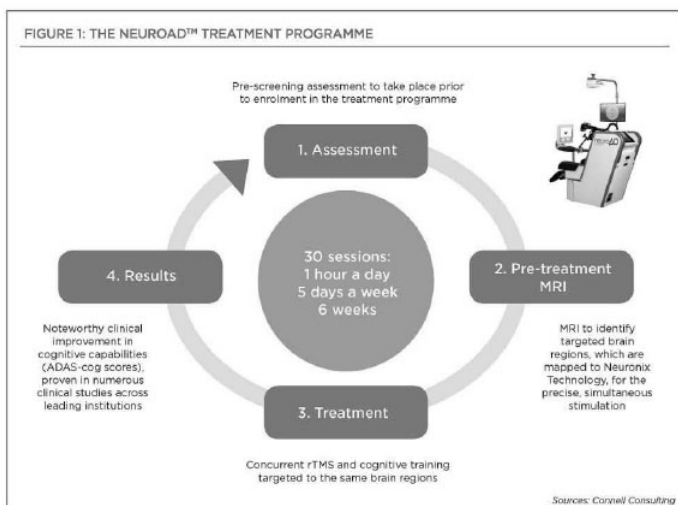 FIGURE 1: THE NEUROAD™ TREATMENT PROGRAMME
Pre-screening assessment to take place prior
to enrolment in the treatment programme
1. Assessment
30 sessions:
1 hour a day
5 days a week
6 weeks
2. Pre-treatment
MRI
MRI to identify
targeted brain
regions, which are
mapped to Neuronix
Technology, for the
precise, simultaneous
stimulation
3. Treatment
Concurrent rTMS and cognitive training
targeted to the same brain regions
4. Results
Noteworthy clinical
improvement in
cognitive capabilities
(ADAS-cog scores),
proven in numerous
clinical studies across
leading institutions
Sources: Connell Consulting